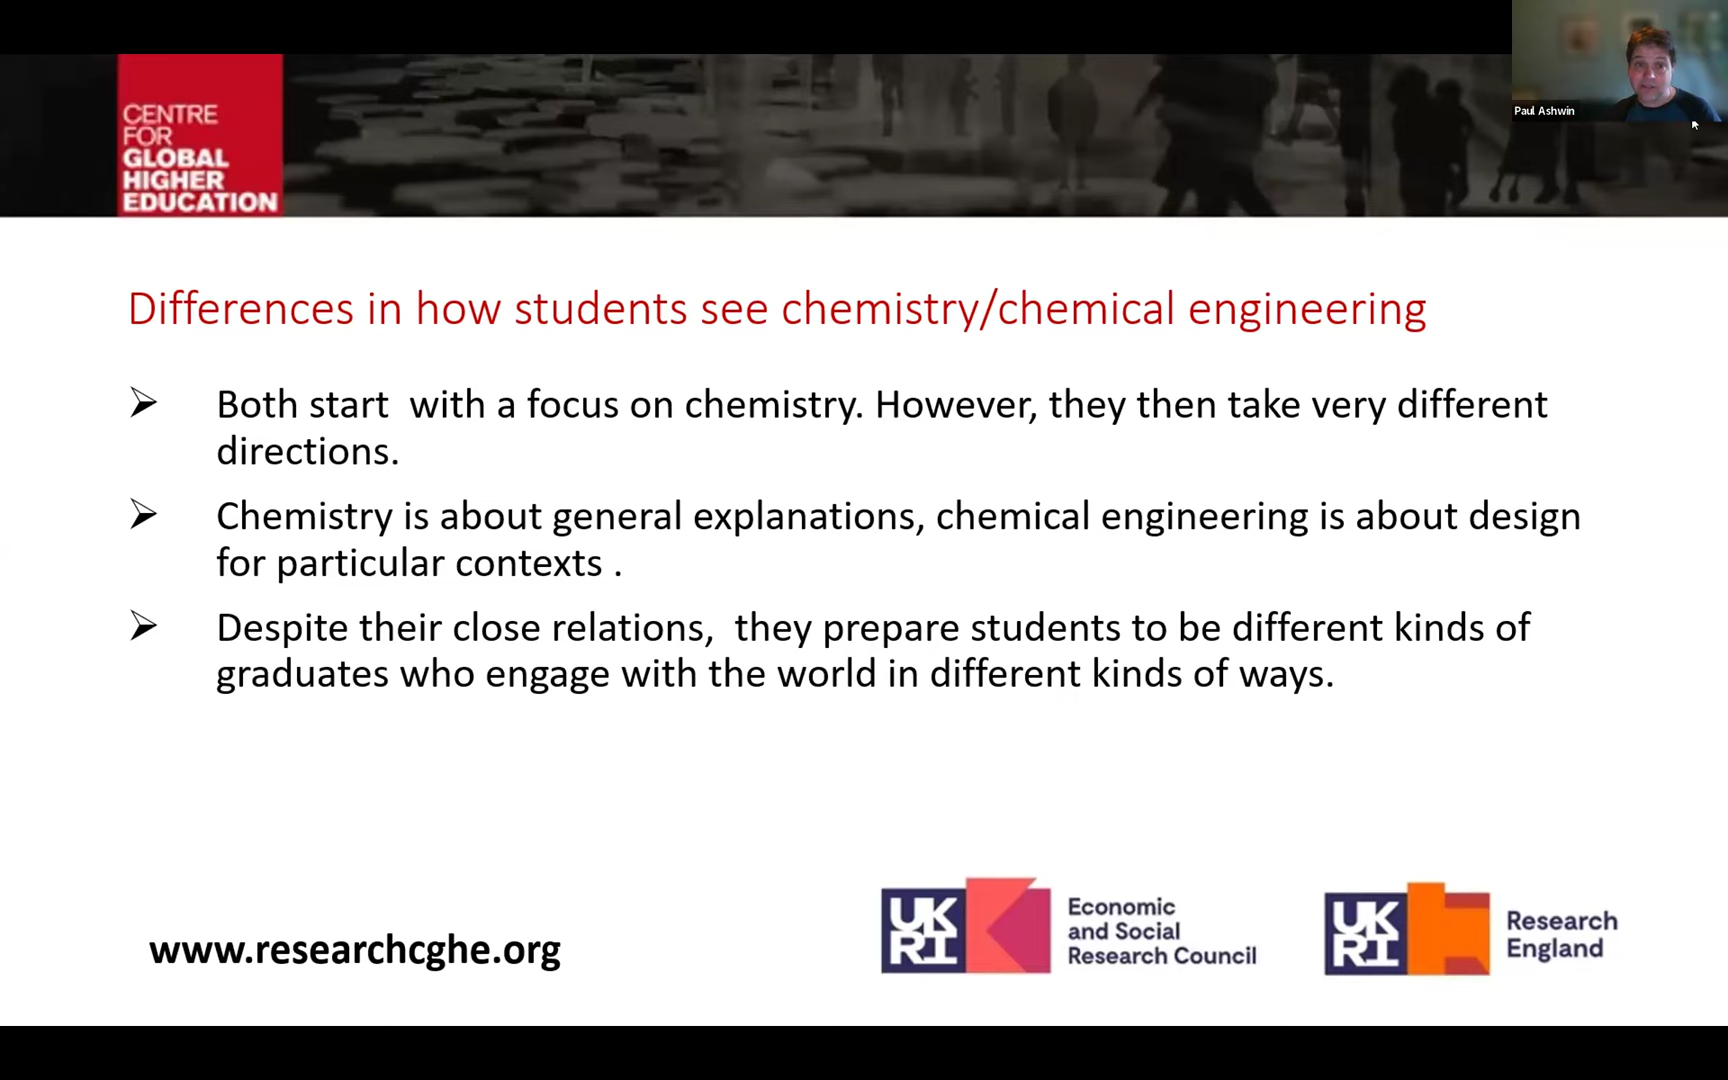 CENTRE
FOR
GLOBAL
HIGHER
EDUCATION
Paul Ashwin
Differences in how students see chemistry/chemical engineering
Both start  with a focus on chemistry. However, they then take very different
directions.
Chemistry is about general explanations, chemical engineering is about design
for particular contexts .
Despite their close relations,  they prepare students to be different kinds of
graduates who engage with the world in different kinds of ways.
www.researchcghe.org
UK
RI
Economic
and Social
Research Council
UK
RI
Research
England